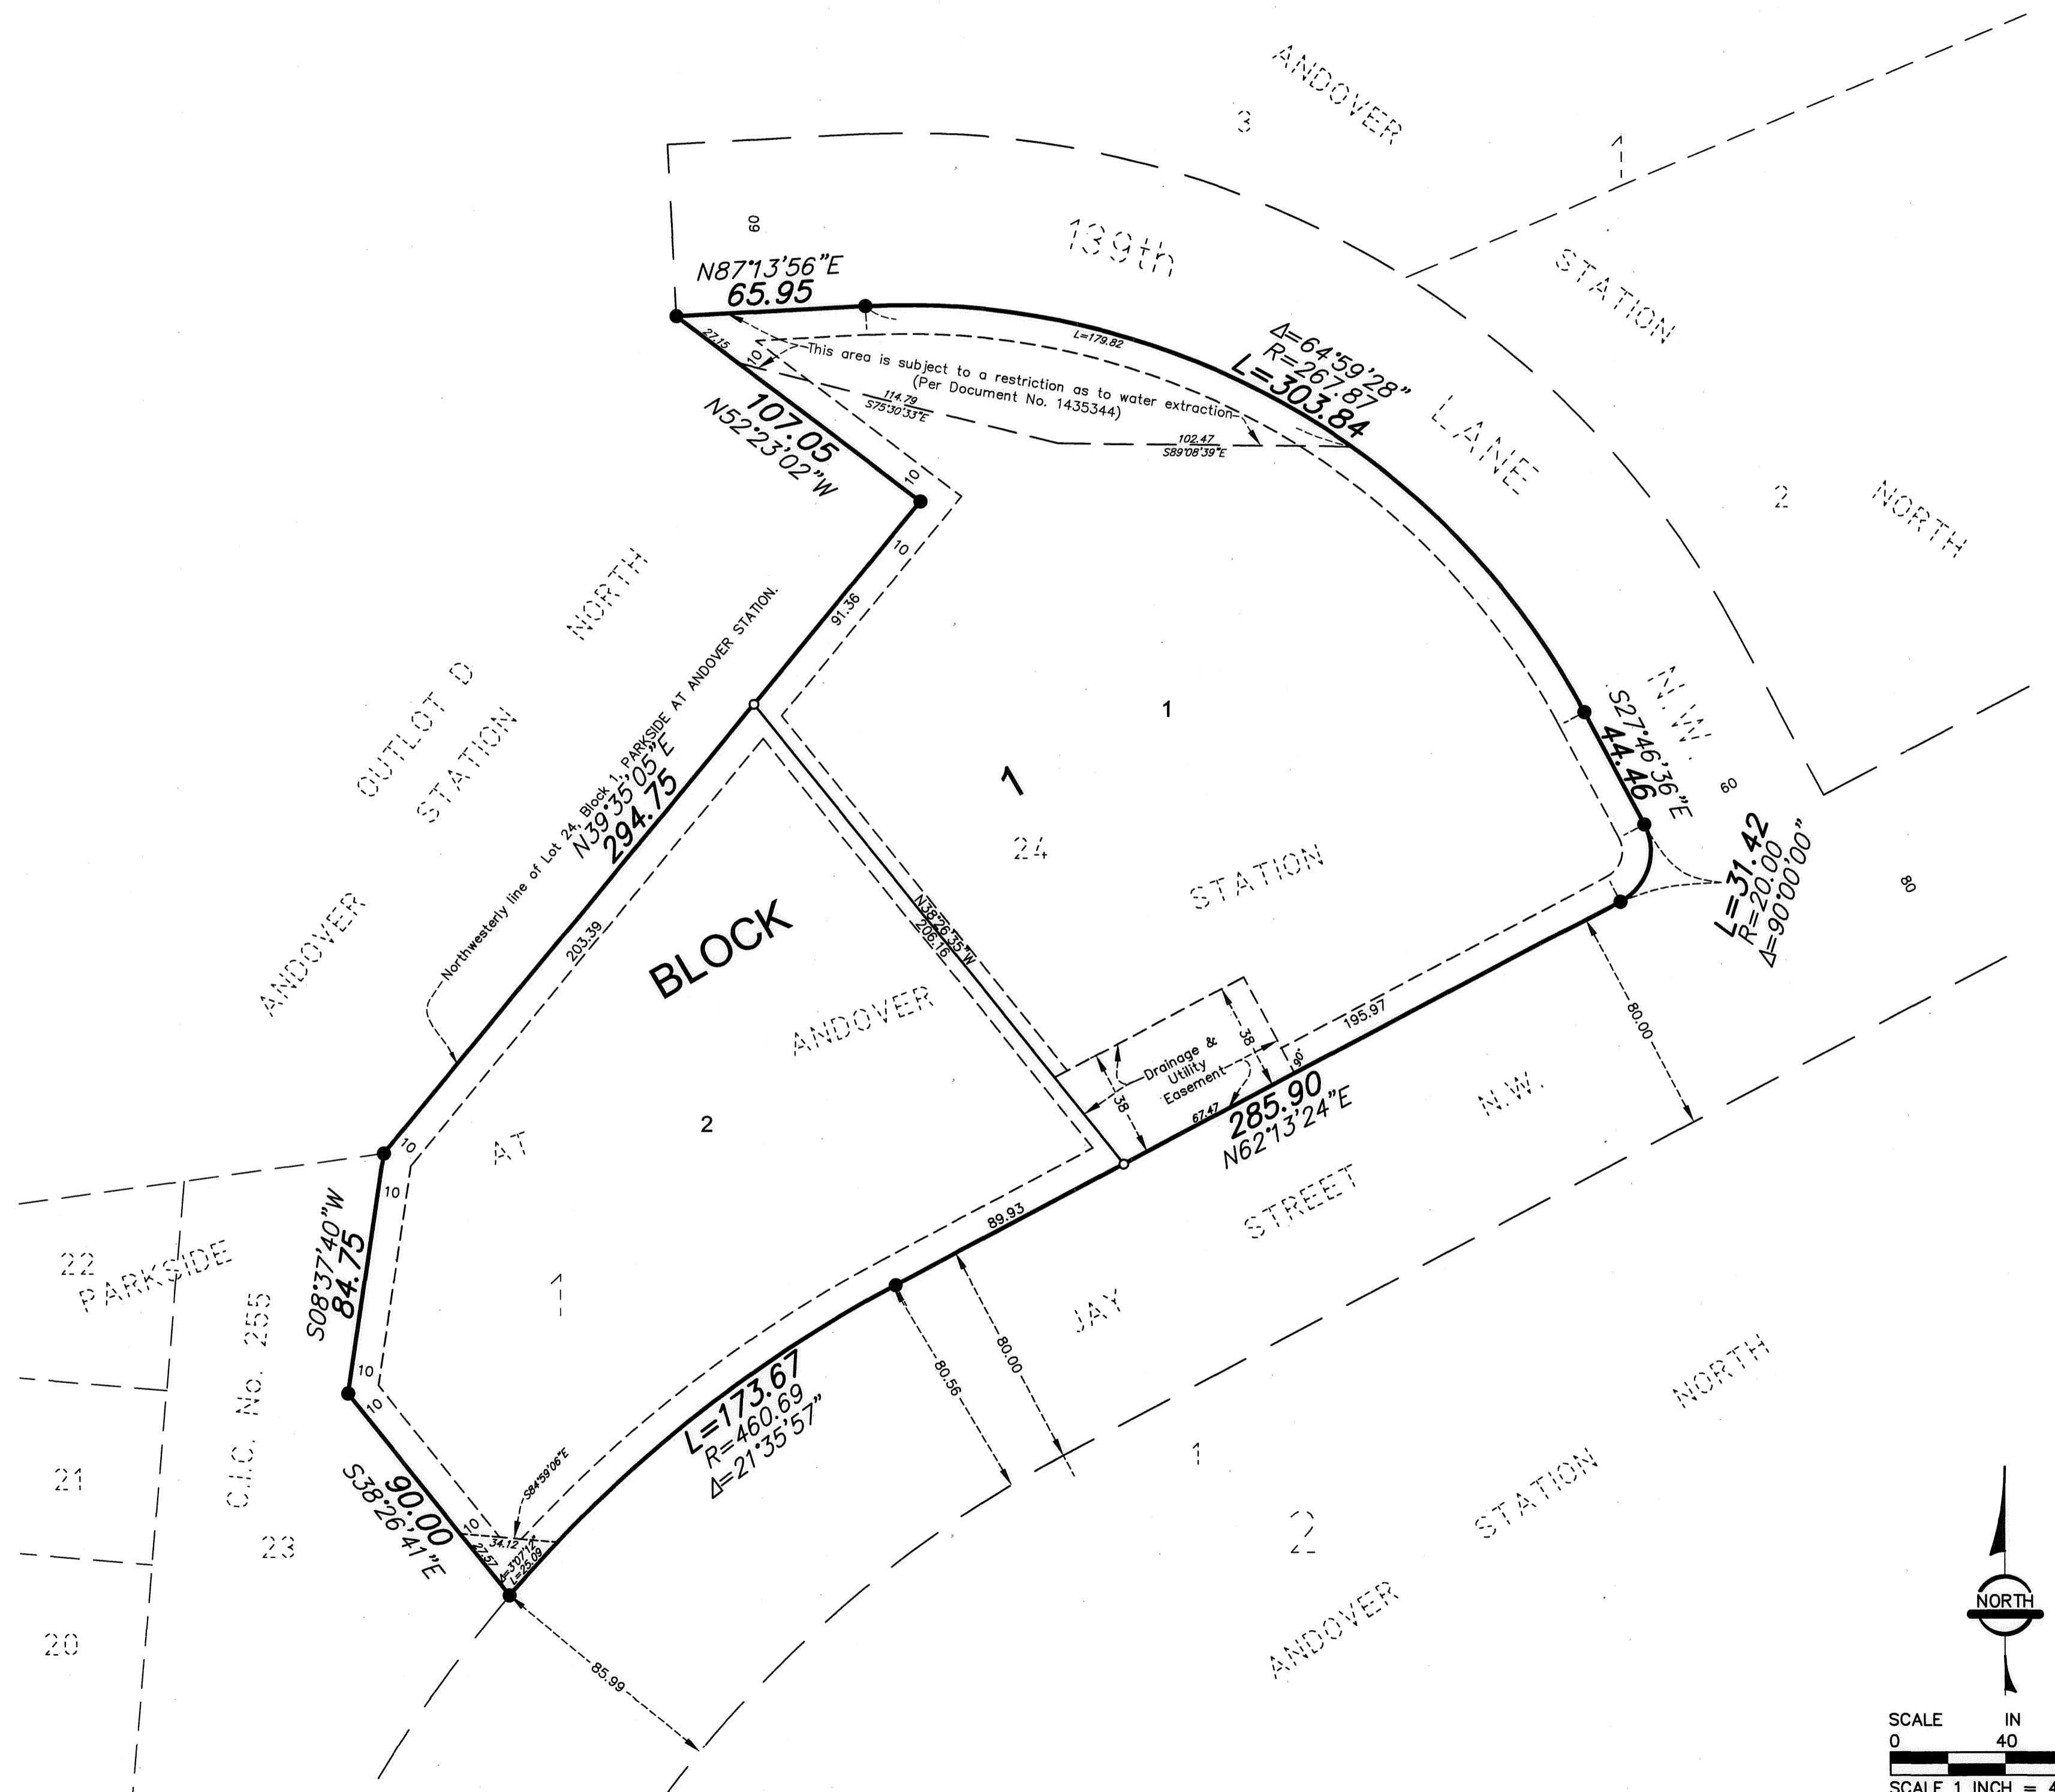 ANDOVER
3
1
STATION
139th
LANE
N.W.
60
N87°13'56"E
65.95
L=179.82
Δ=64°59'28"
R=267.87
L=303.84
27.15
10
This area is subject to a restriction as to water extraction
(Per Document No. 1435344)
114.79
S75°30'33"E
102.47
S89°08'39"E
107.05
N52°23'02"W
10
10
2
NORTH
NORTH
STATION
OUTLOT D
ANDOVER
91.36
Northwesterly line of Lot 24, Block 1, PARKSIDE AT ANDOVER STATION.
N39°35'05"E
294.75
203.39
1
1
24
STATION
S27°46'36"E
44.46
60
L=31.42
R=20.00
Δ=90°00'00"
80
BLOCK
ANDOVER
N38°26'35"W
206.16
195.97
80.00
38
90°
Drainage &
Utility
Easement
38
67.47
285.90
N62°13'24"E
N.W.
2
AT
10
10
STREET
89.93
JAY
S08°37'40"W
84.75
22
PARKSIDE
C.I.C. No. 255
1
10
10
80.56
80.00
L=173.67
R=460.69
Δ=21°35'57"
NORTH
STATION
1
2
ANDOVER
21
23
20
90.00
S38°26'41"E
S84°59'06"E
10
34.12
27.57
Δ=3°07'12"
L=25.09
85.99
NORTH
SCALE IN
0 40
SCALE 1 INCH = 4